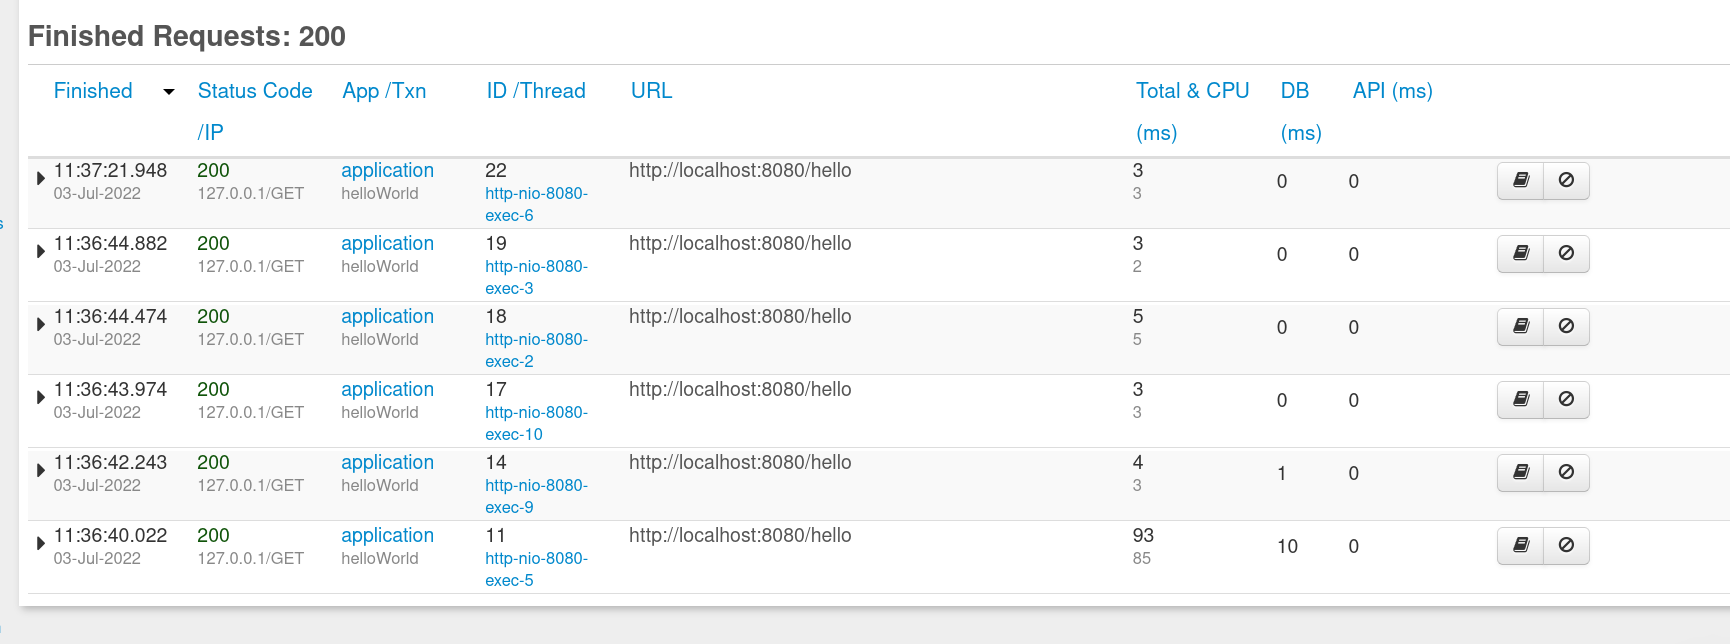 Finished Requests: 200
Finished Status Code App /Txn ID /Thread URL Total & CPU DB API (ms)
/IP (ms) (ms)
11:37:21.948 200 application 22 http://localhost:8080/hello 3 0 0
03-Jul-2022 127.0.0.1/GET helloWorld http-nio-8080- 3
exec-6
11:36:44.882 200 application 19 http://localhost:8080/hello 3 0 0
03-Jul-2022 127.0.0.1/GET helloWorld http-nio-8080- 2
exec-3
11:36:44.474 200 application 18 http://localhost:8080/hello 5 0 0
03-Jul-2022 127.0.0.1/GET helloWorld http-nio-8080- 5
exec-2
11:36:43.974 200 application 17 http://localhost:8080/hello 3 0 0
03-Jul-2022 127.0.0.1/GET helloWorld http-nio-8080- 3
exec-10
11:36:42.243 200 application 14 http://localhost:8080/hello 4 1 0
03-Jul-2022 127.0.0.1/GET helloWorld http-nio-8080- 3
exec-9
11:36:40.022 200 application 11 http://localhost:8080/hello 93 10 0
03-Jul-2022 127.0.0.1/GET helloWorld http-nio-8080- 85
exec-5